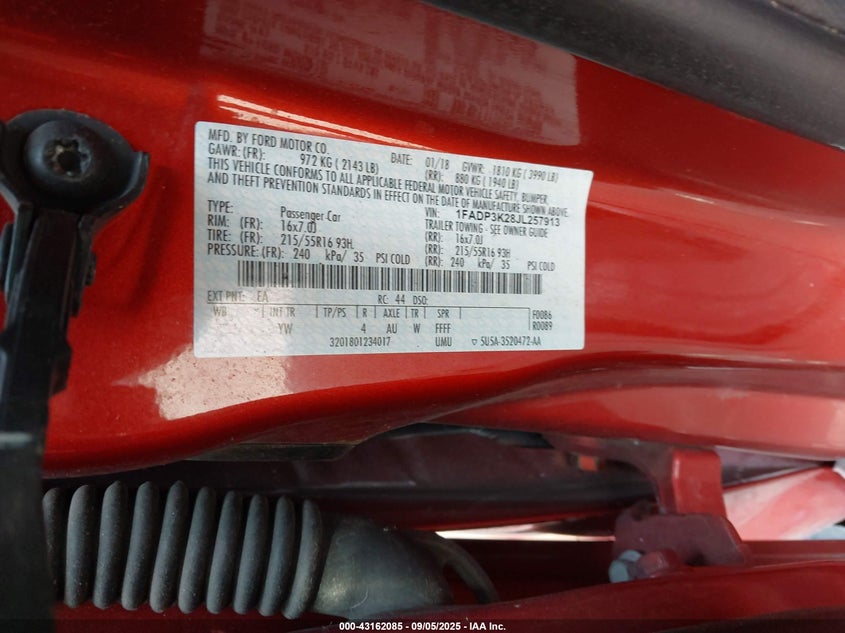 MFD. BY FORD MOTOR CO.
DATE: 01/18 GVWR: 1810 KG ( 3990 LB)
GAWR: (FR): 972 KG ( 2143 LB) (RR): 880 KG ( 1940 LB)
THIS VEHICLE CONFORMS TO ALL APPLICABLE FEDERAL MOTOR VEHICLE SAFETY, BUMPER,
AND THEFT PREVENTION STANDARDS IN EFFECT ON THE DATE OF MANUFACTURE SHOWN ABOVE.
VIN: 1FADP3K28JL257913
TYPE: Passenger Car TRAILER TOWING - SEE OWNER GUIDE
RIM: (FR): 16x7.0J (RR): 16x7.0J
TIRE: (FR): 215/55R16 93H. (RR): 215/55R16 93H
PRESSURE: (FR): 240 kPa/ 35 PSI COLD (RR): 240 kPa/ 35 PSI COLD
EXT PNT: RC: 44 DSO:
WB INT TR TP/PS R AXLE TR SPR F0086
YW 4 AU W FFFF R0089
3201801234017 UMU ▽ 5USA-3520472-AA
000-43162085 - 09/05/2025 - IAA Inc.